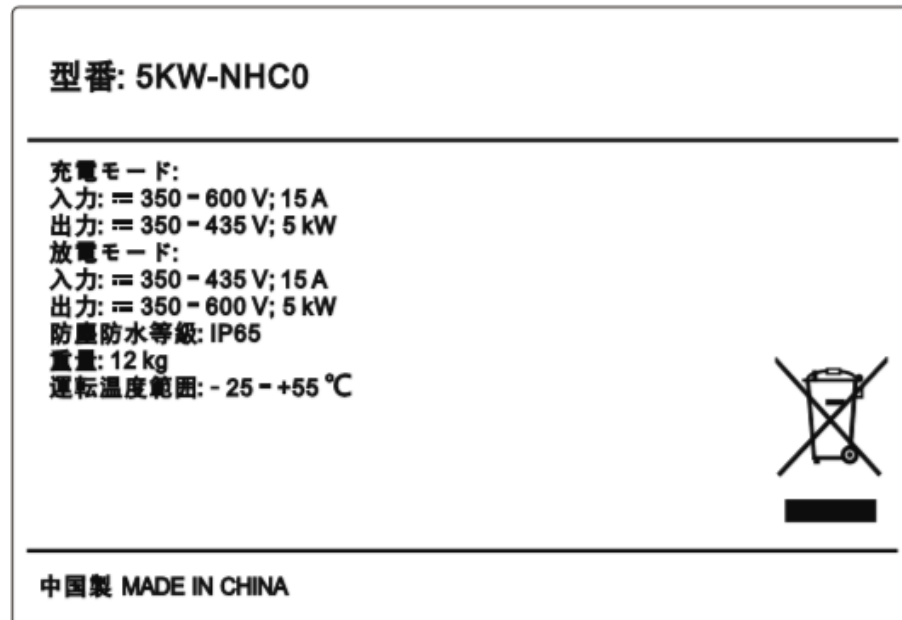 型番: 5KW-NHC0
充電モード:
入力: ⎓ 350 - 600 V; 15 A
出力: ⎓ 350 - 435 V; 5 kW
放電モード:
入力: ⎓ 350 - 435 V; 15 A
出力: ⎓ 350 - 600 V; 5 kW
防塵防水等級: IP65
重量: 12 kg
運転温度範囲: - 25 - +55 ℃
中国製 MADE IN CHINA